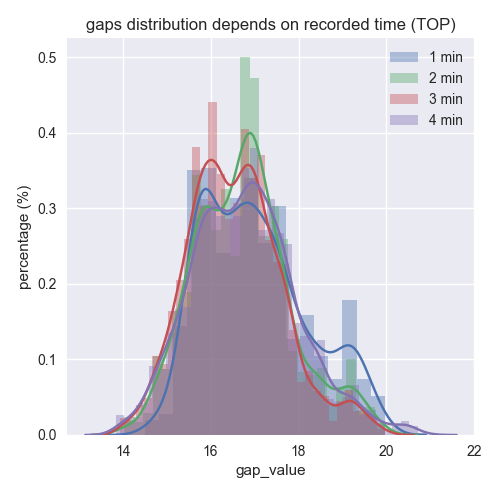 gaps distribution depends on recorded time (TOP)
0.5
0.4
0.3
0.2
0.1
0.0
percentage (%)
1 min
2 min
3 min
4 min
14
16
18
20
22
gap_value